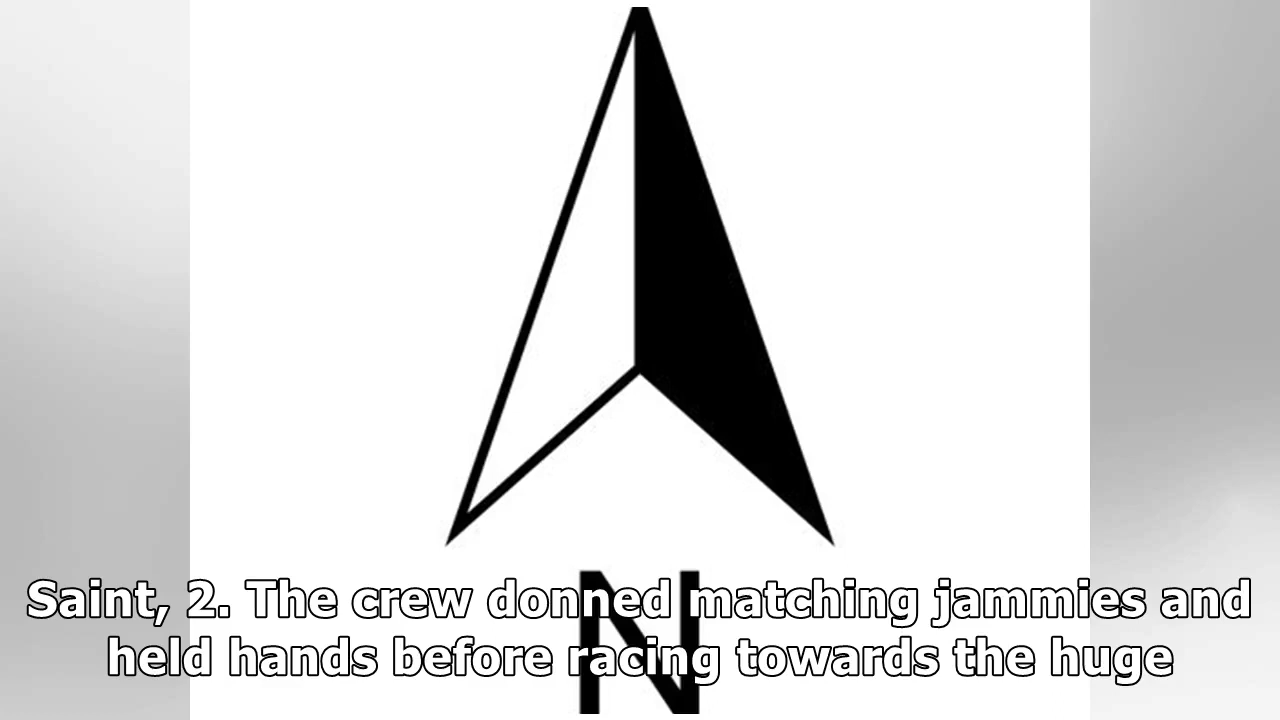 Saint, 2. The crew donned matching jammies and
held hands before racing towards the huge
N